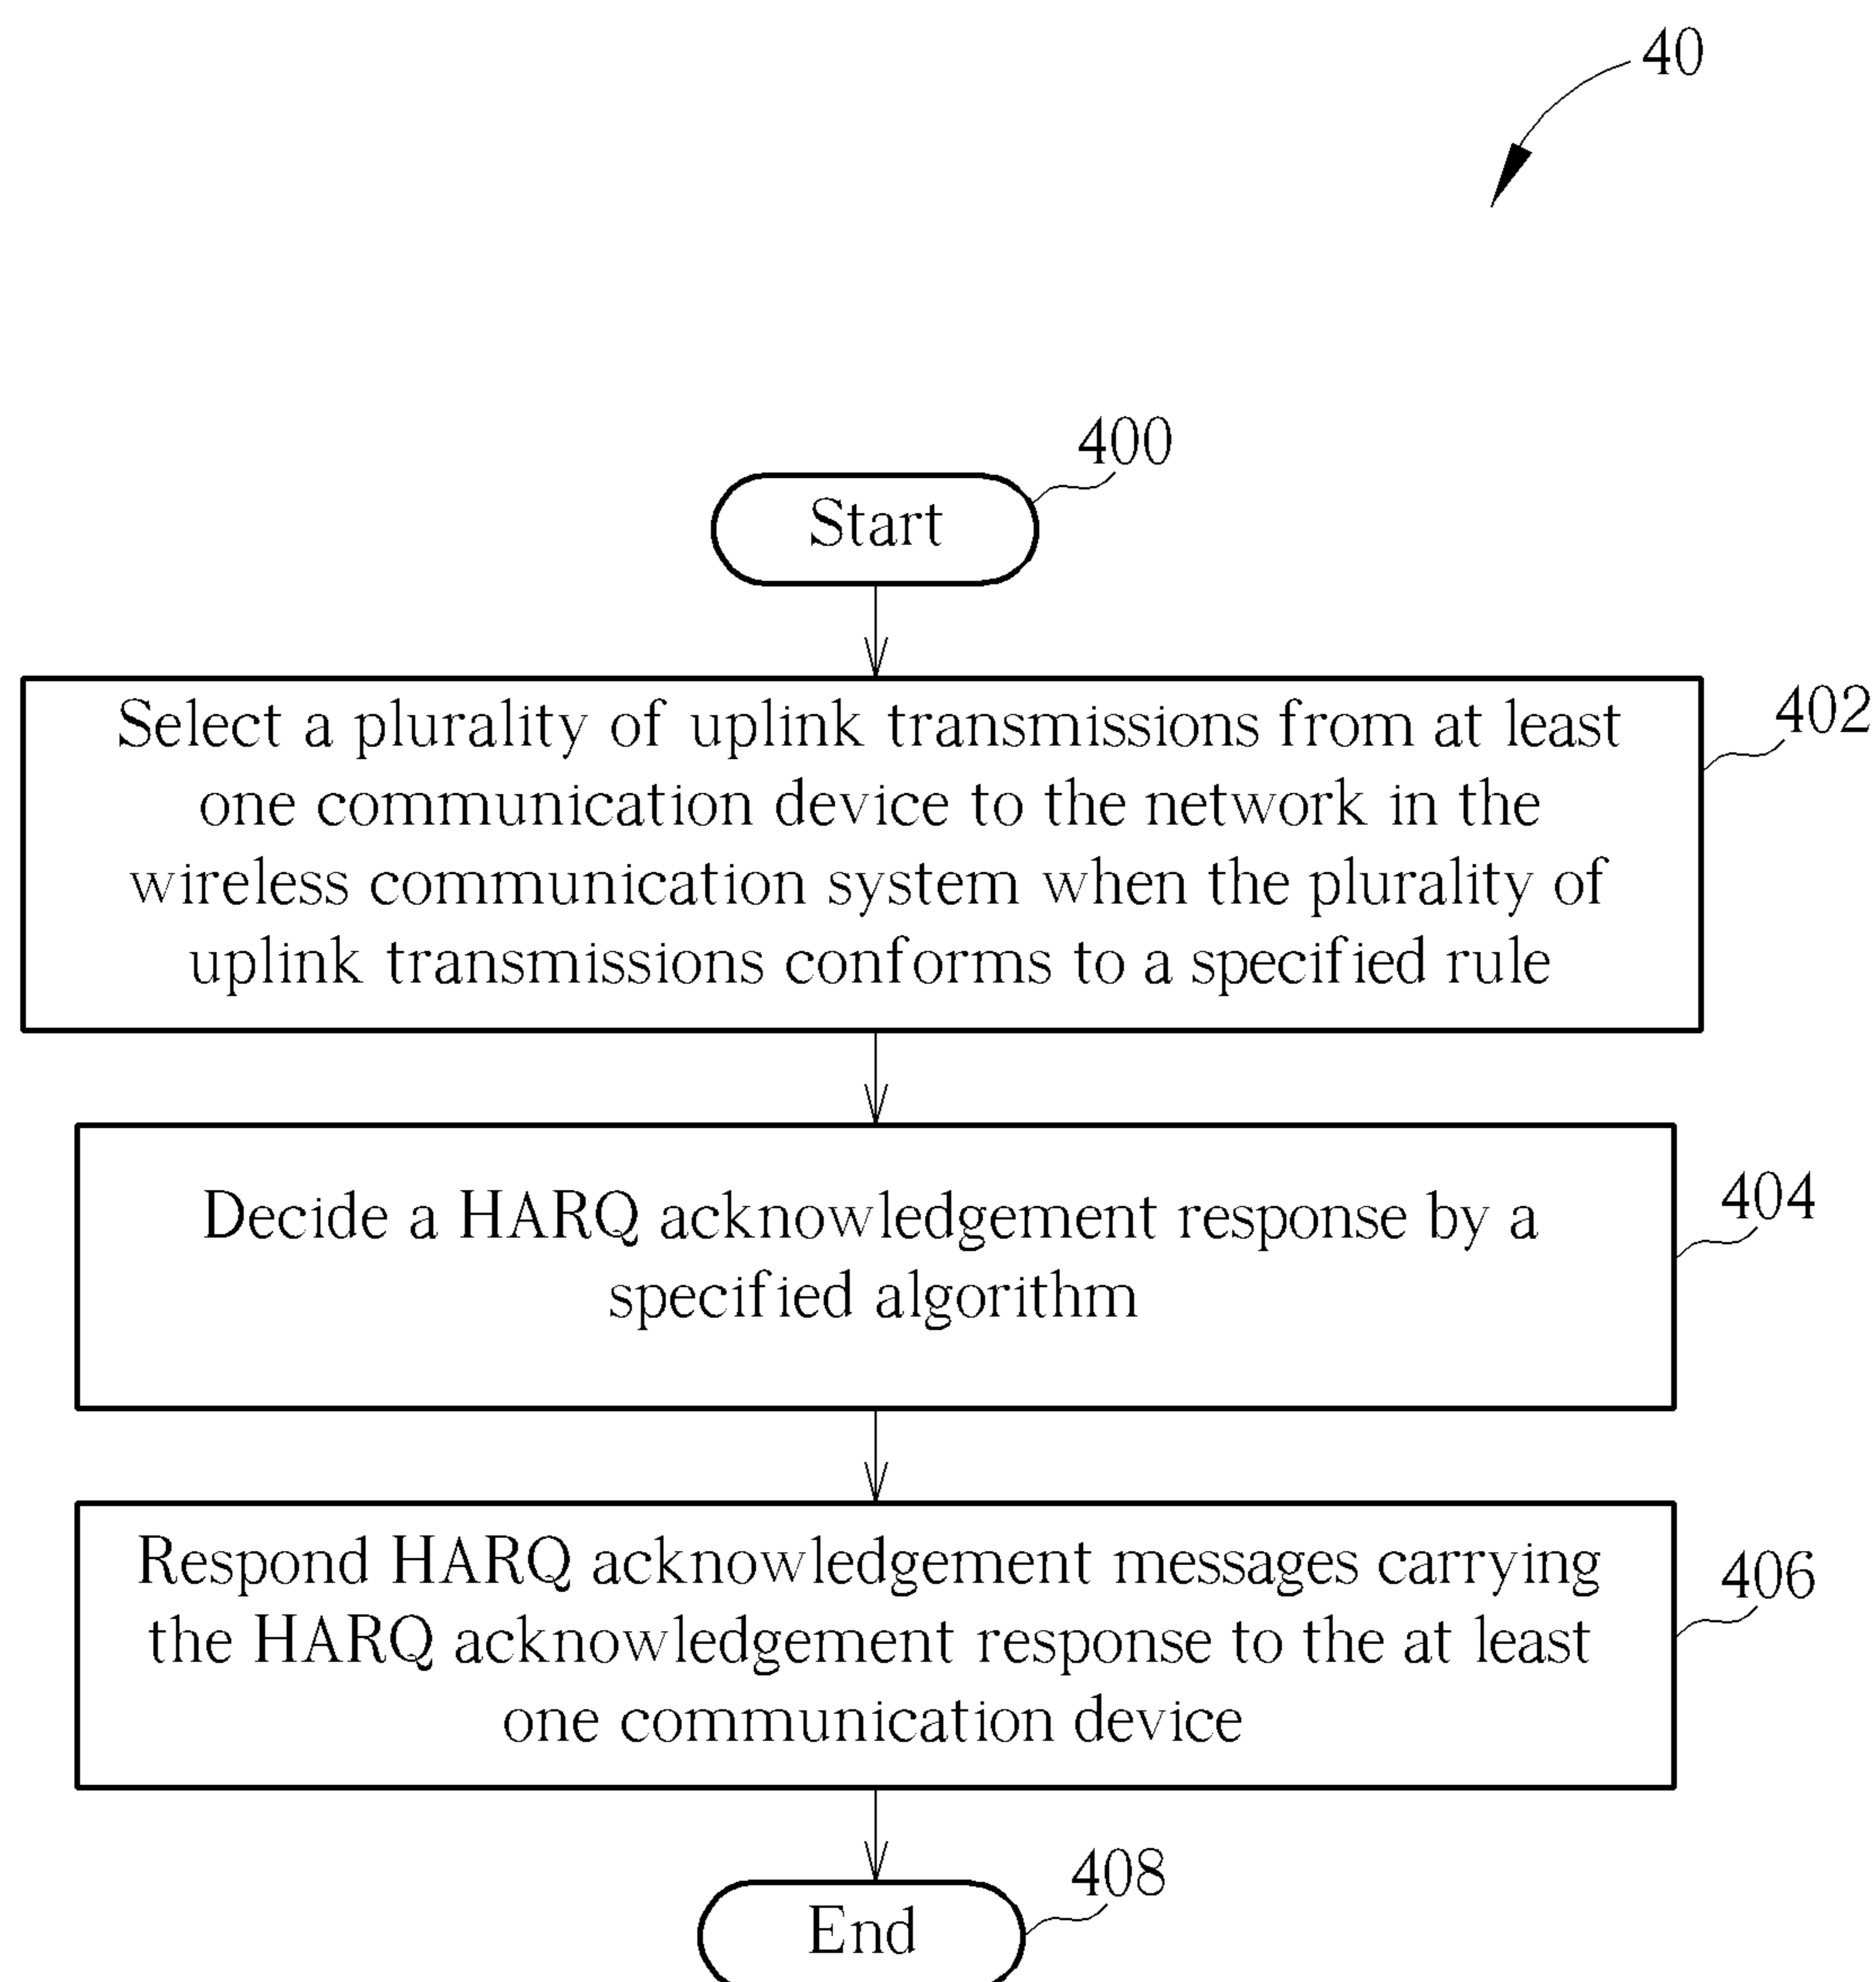 40
400
Start
402
Select a plurality of uplink transmissions from at least
one communication device to the network in the
wireless communication system when the plurality of
uplink transmissions conforms to a specified rule
404
Decide a HARQ acknowledgement response by a
specified algorithm
406
Respond HARQ acknowledgement messages carrying
the HARQ acknowledgement response to the at least
one communication device
408
End